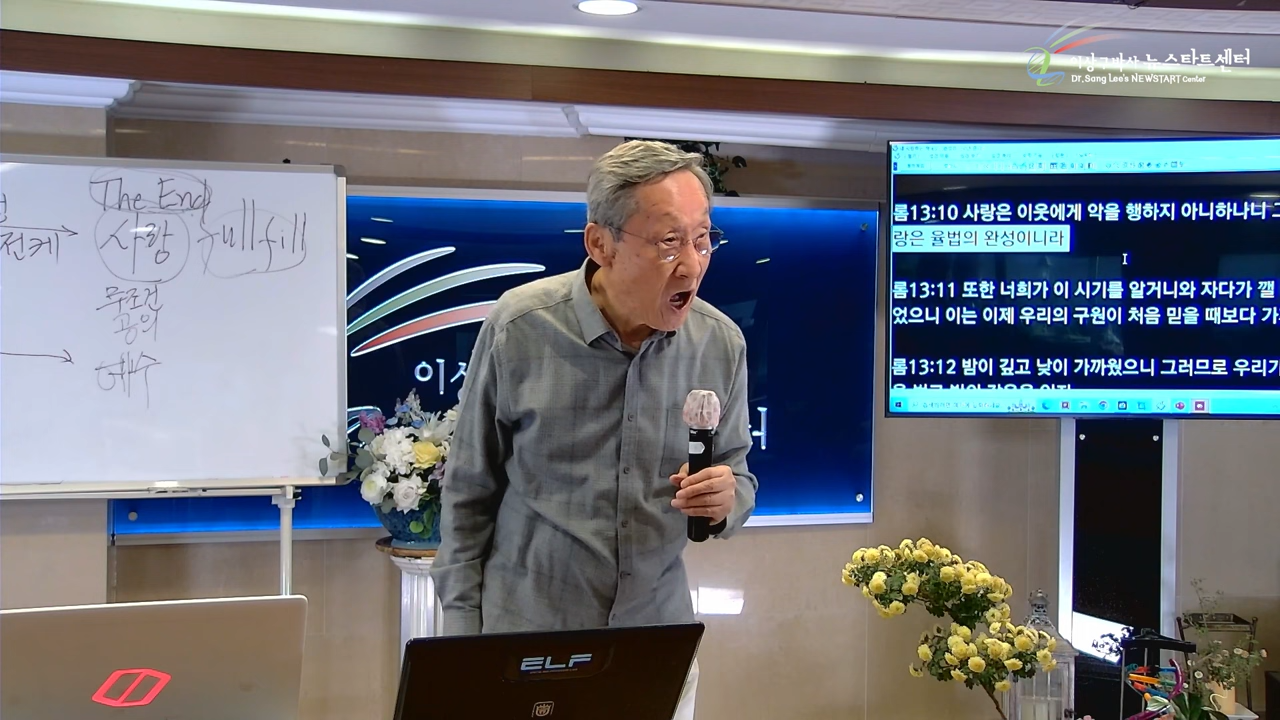 이상구박사 뉴스타트센터
Dr. Sang Lee's NEWSTART Center
The End
전케
사랑
fullfill
무조건
공의
예수
롬13:10 사랑은 이웃에게 악을 행하지 아니하나니 그
랑은 율법의 완성이니라
롬13:11 또한 너희가 이 시기를 알거니와 자다가 깰
었으니 이는 이제 우리의 구원이 처음 믿을 때보다 가
롬13:12 밤이 깊고 낮이 가까웠으니 그러므로 우리가
이상
터
ELF